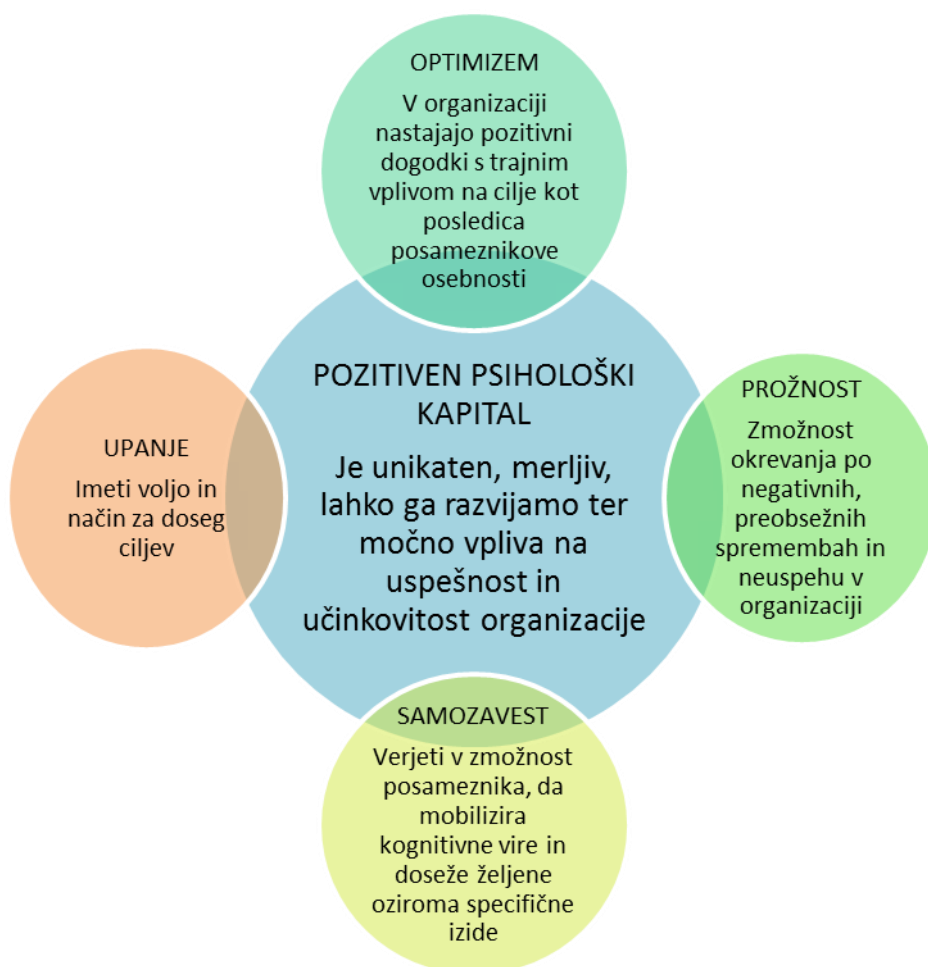 OPTIMIZEM
V organizaciji
nastajajo pozitivni
dogodki s trajnim
vplivom na cilje kot
posledica
posameznikove
osebnosti
POZITIVEN PSIHOLOŠKI
KAPITAL
Je unikaten, merljiv,
lahko ga razvijamo ter
močno vpliva na
uspešnost in
učinkovitost organizacije
UPANJE
Imeti voljo in
način za doseg
ciljev
PROŽNOST
Zmožnost
okrevanja po
negativnih,
preobsežnih
spremembah in
neuspehu v
organizaciji
SAMOZAVEST
Verjeti v zmožnost
posameznika, da
mobilizira
kognitivne vire in
doseže željene
oziroma specifične
izide